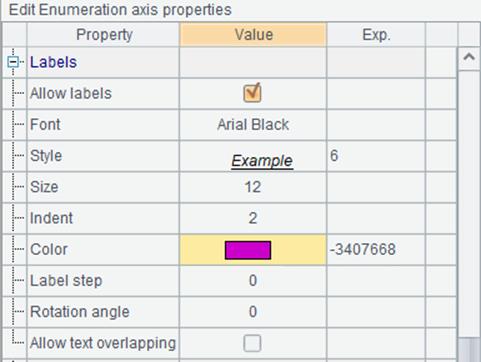 Edit Enumeration axis properties
Property Value Exp.
Labels
Allow labels
Font Arial Black
Style Example 6
Size 12
Indent 2
Color -3407668
Label step 0
Rotation angle 0
Allow text overlapping